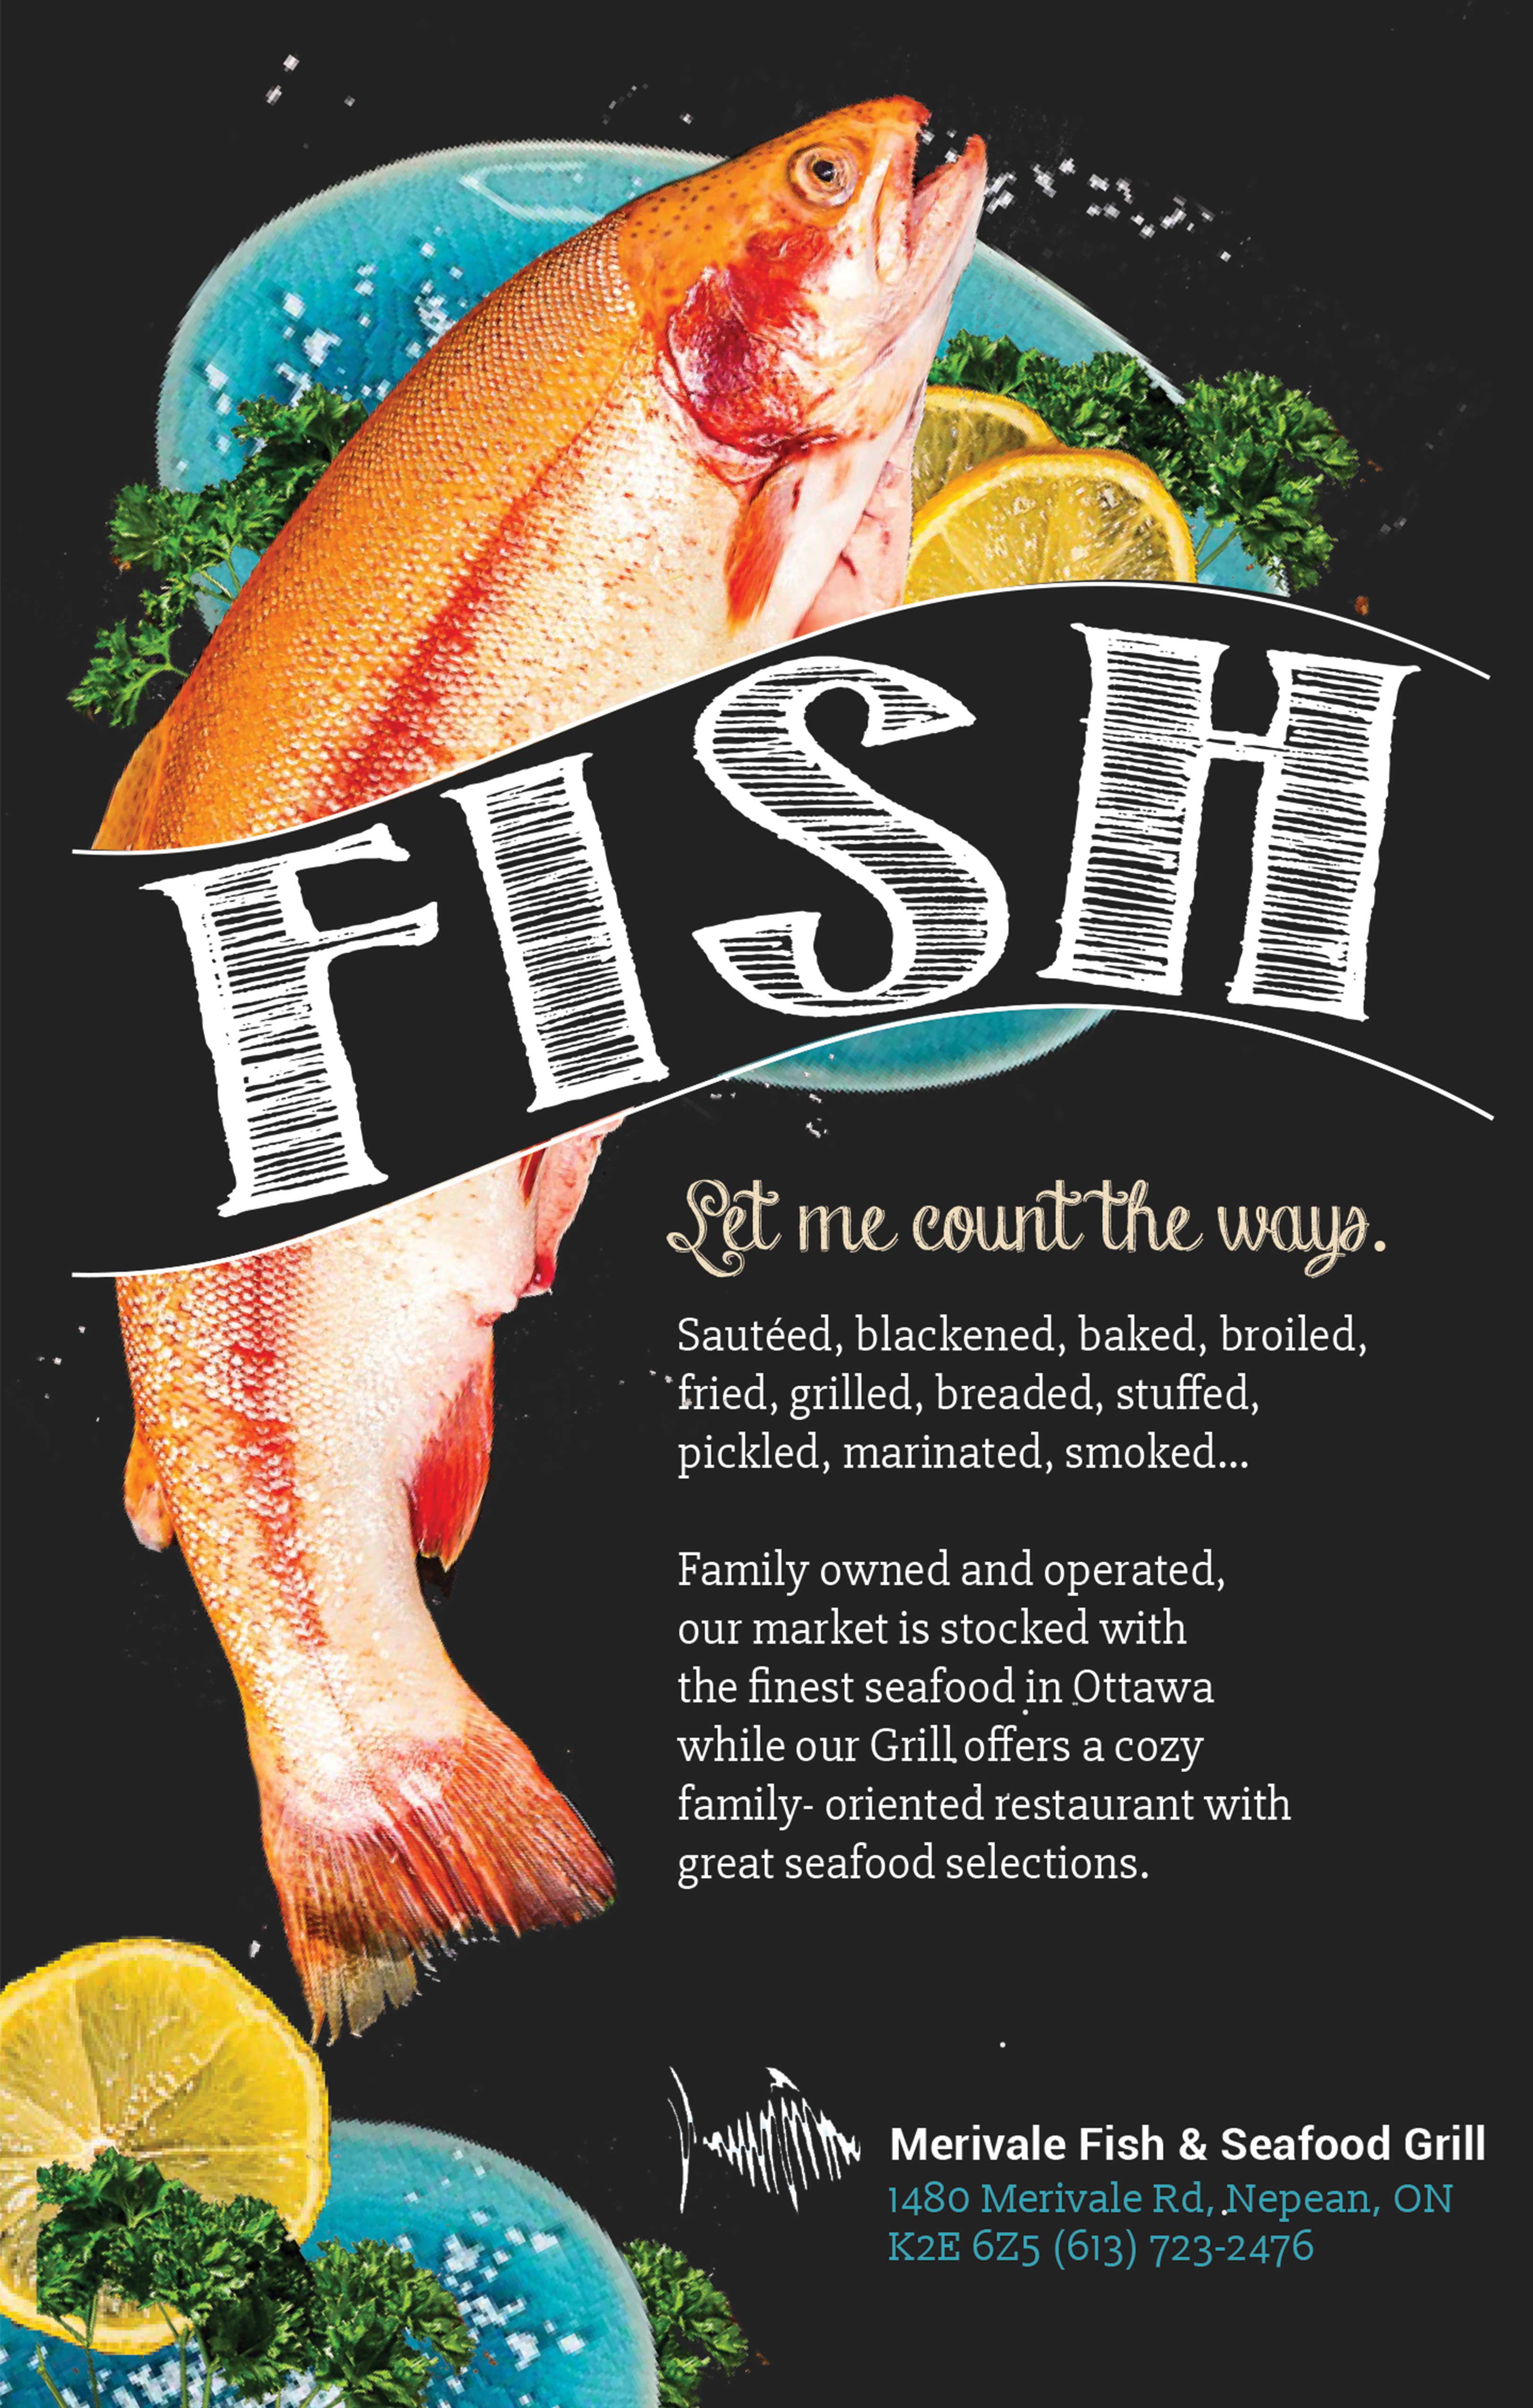 FISH
Let me count the ways.
Sautéed, blackened, baked, broiled,
fried, grilled, breaded, stuffed,
pickled, marinated, smoked...
Family owned and operated,
our market is stocked with
the finest seafood in Ottawa
while our Grill offers a cozy
family- oriented restaurant with
great seafood selections.
Merivale Fish & Seafood Grill
1480 Merivale Rd, Nepean, ON
K2E 6Z5 (613) 723-2476